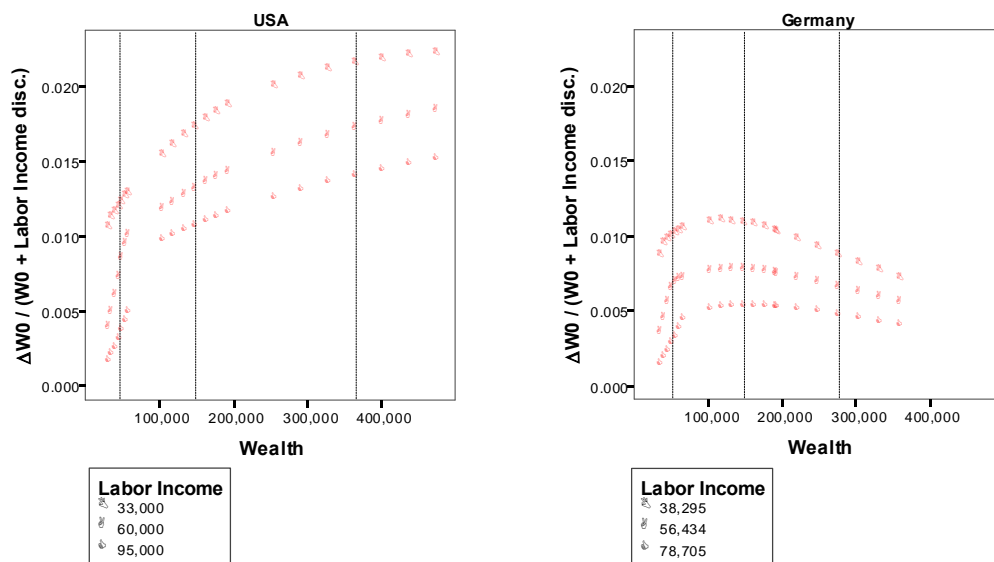 USA
ΔW0 / (W0 + Labor Income disc.)
0.020
0.015
0.010
0.005
0.000
100,000 200,000 300,000 400,000
Wealth
Labor Income
33,000
60,000
95,000
Germany
ΔW0 / (W0 + Labor Income disc.)
0.020
0.015
0.010
0.005
0.000
100,000 200,000 300,000 400,000
Wealth
Labor Income
38,295
56,434
78,705